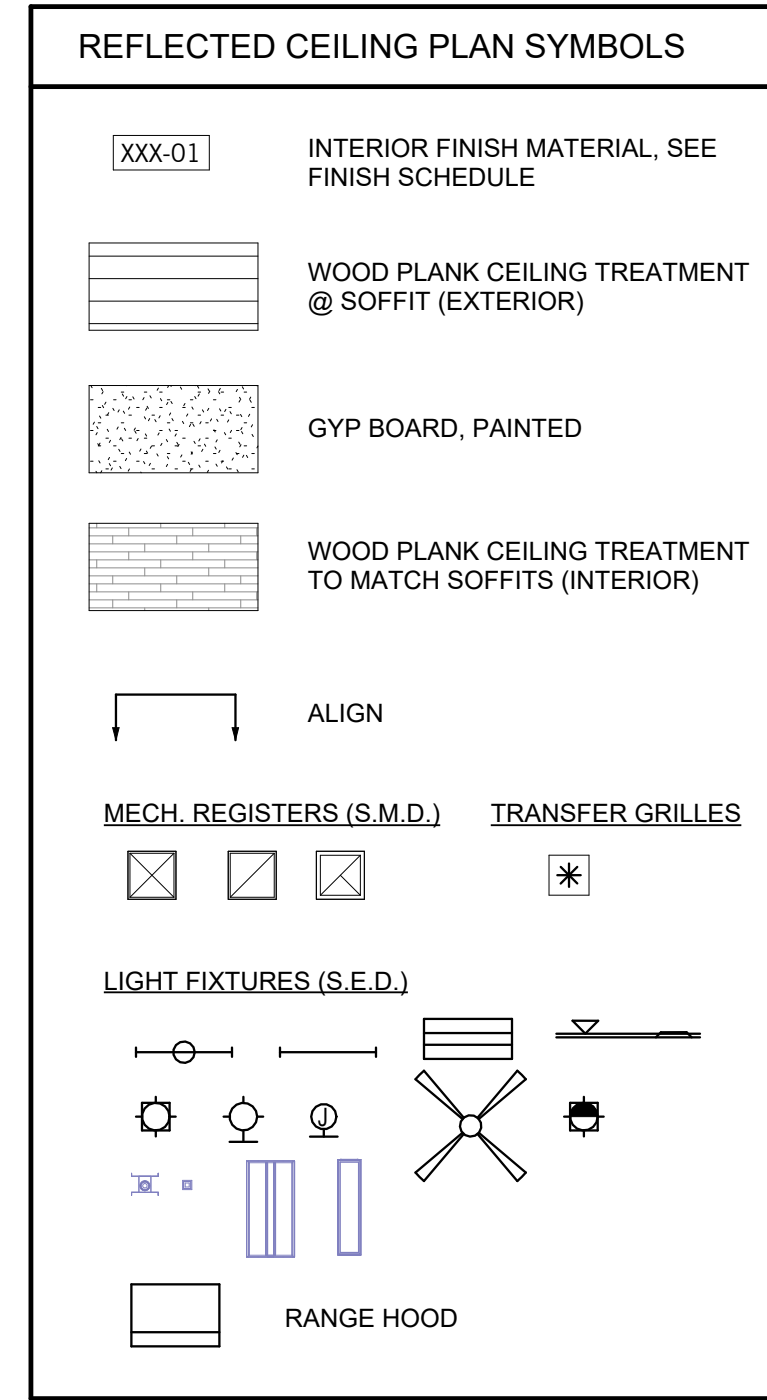 REFLECTED CEILING PLAN SYMBOLS
XXX-01
INTERIOR FINISH MATERIAL, SEE
FINISH SCHEDULE
WOOD PLANK CEILING TREATMENT
@ SOFFIT (EXTERIOR)
GYP BOARD, PAINTED
WOOD PLANK CEILING TREATMENT
TO MATCH SOFFITS (INTERIOR)
ALIGN
MECH. REGISTERS (S.M.D.)
TRANSFER GRILLES
LIGHT FIXTURES (S.E.D.)
J
RANGE HOOD